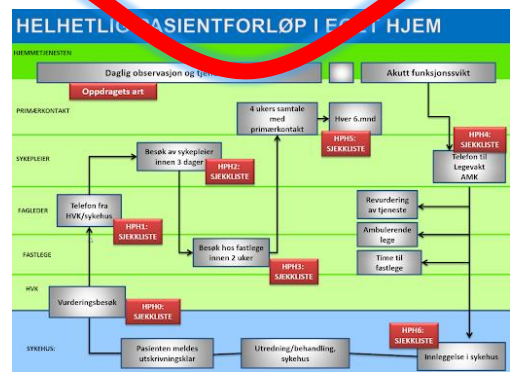 HELHETLIG PASIENTFORLØP I EGET HJEM
HJEMMETJENESTEN
Daglig observasjon og
Akutt funksjonssvikt
Oppdragets art
PRIMÆRKONTAKT
4 ukers samtale
med
primærkontakt
Hver 6.mnd
HPH5:
SJEKKLISTE
HPH4:
SJEKKLISTE
SYKEPLEIER
Besøk av sykepleier
innen 3 dager
HPH2:
SJEKKLISTE
Telefon til
Legevakt
AMK
FAGLEDER
Telefon fra
HVK/sykehus
HPH1:
SJEKKLISTE
Revurdering
av tjeneste
Ambulerende
lege
FASTLEGE
Besøk hos fastlege
innen 2 uker
HPH3:
SJEKKLISTE
Time til
fastlege
HVK
Vurderingsbesøk
HPH0:
SJEKKLISTE
HPH6:
SJEKKLISTE
SYKEHUS:
Pasienten meldes
utskrivningsklar
Utredning/behandling,
sykehus
Innleggelse i sykehus